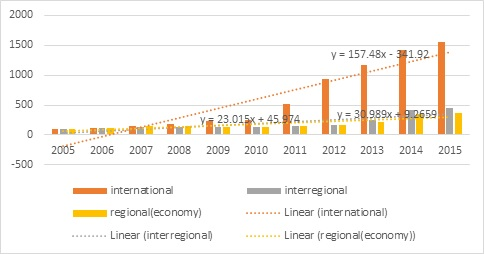 2000
1500
y = 157.48x - 341.92
1000
500
y = 23.015x + 45.974
y = 30.989x + 9.2659
0
2005 2006 2007 2008 2009 2010 2011 2012 2013 2014 2015
-500
international interregional
regional(economy) Linear (international)
Linear (interregional) Linear (regional(economy))